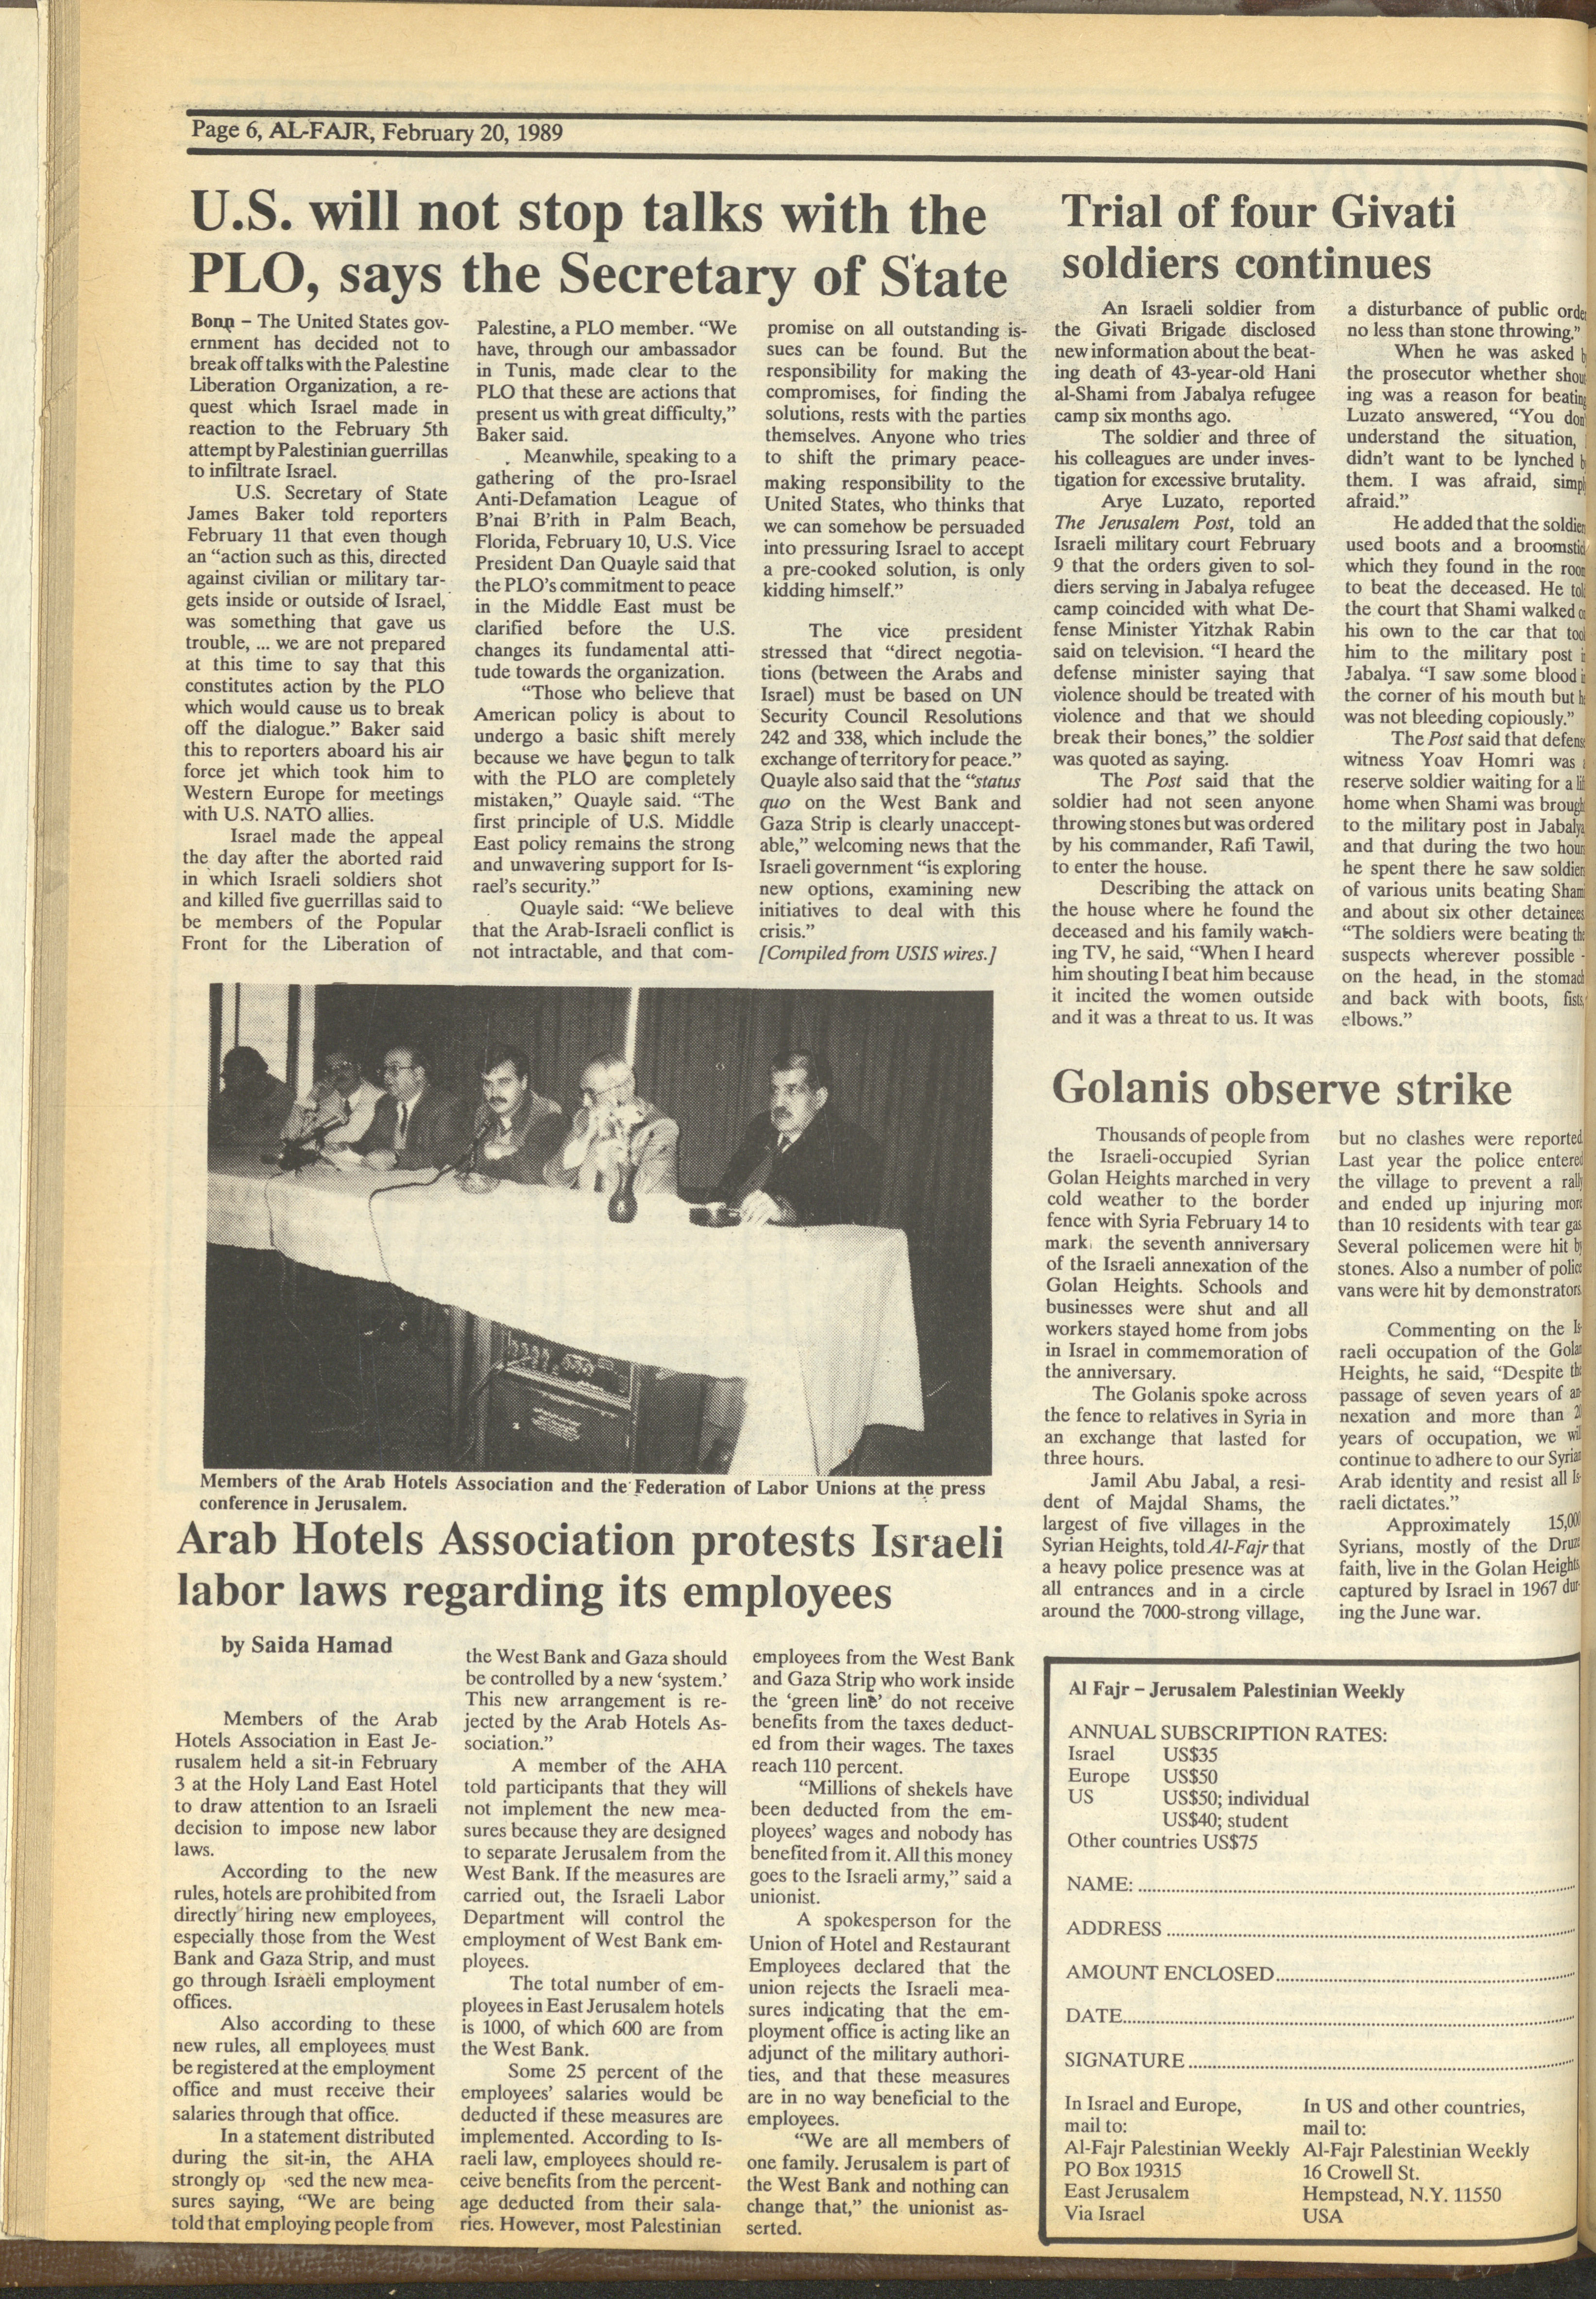 Page 6, AL-FAJR, February 20, 1989
U.S. will not stop talks with the
PLO, says the Secretary of State
Bonn – The United States gov-
ernment has decided not to
break off talks with the Palestine
Liberation Organization, a re-
quest which Israel made in
reaction to the February 5th
attempt by Palestinian guerrillas
to infiltrate Israel.
U.S. Secretary of State
James Baker told reporters
February 11 that even though
an “action such as this, directed
against civilian or military tar-
gets inside or outside of Israel,
was something that gave us
trouble, ... we are not prepared
at this time to say that this
constitutes action by the PLO
which would cause us to break
off the dialogue.” Baker said
this to reporters aboard his air
force jet which took him to
Western Europe for meetings
with U.S. NATO allies.
Israel made the appeal
the day after the aborted raid
in which Israeli soldiers shot
and killed five guerrillas said to
be members of the Popular
Front for the Liberation of
Palestine, a PLO member. “We
have, through our ambassador
in Tunis, made clear to the
PLO that these are actions that
present us with great difficulty,”
Baker said.
Meanwhile, speaking to a
gathering of the pro-Israel
Anti-Defamation League of
B'nai B'rith in Palm Beach,
Florida, February 10, U.S. Vice
President Dan Quayle said that
the PLO's commitment to peace
in the Middle East must be
clarified before the U.S.
changes its fundamental atti-
tude towards the organization.
“Those who believe that
American policy is about to
undergo a basic shift merely
because we have begun to talk
with the PLO are completely
mistaken,” Quayle said. “The
first principle of U.S. Middle
East policy remains the strong
and unwavering support for Is-
rael's security.”
Quayle said: “We believe
that the Arab-Israeli conflict is
not intractable, and that com-
promise on all outstanding is-
sues can be found. But the
responsibility for making the
compromises, for finding the
solutions, rests with the parties
themselves. Anyone who tries
to shift the primary peace-
making responsibility to the
United States, who thinks that
we can somehow be persuaded
into pressuring Israel to accept
a pre-cooked solution, is only
kidding himself.”
The vice president
stressed that “direct negotia-
tions (between the Arabs and
Israel) must be based on UN
Security Council Resolutions
242 and 338, which include the
exchange of territory for peace.”
Quayle also said that the “status
quo on the West Bank and
Gaza Strip is clearly unaccept-
able,” welcoming news that the
Israeli government “is exploring
new options, examining new
initiatives to deal with this
crisis.”
[Compiled from USIS wires.]
Members of the Arab Hotels Association and the Federation of Labor Unions at the press
conference in Jerusalem.
Arab Hotels Association protests Israeli
labor laws regarding its employees
by Saida Hamad
Members of the Arab
Hotels Association in East Je-
rusalem held a sit-in February
3 at the Holy Land East Hotel
to draw attention to an Israeli
decision to impose new labor
laws.
According to the new
rules, hotels are prohibited from
directly hiring new employees,
especially those from the West
Bank and Gaza Strip, and must
go through Israeli employment
offices.
Also according to these
new rules, all employees must
be registered at the employment
office and must receive their
salaries through that office.
In a statement distributed
during the sit-in, the AHA
strongly op sed the new mea-
sures saying, “We are being
told that employing people from
the West Bank and Gaza should
be controlled by a new ‘system.’
This new arrangement is re-
jected by the Arab Hotels As-
sociation.”
A member of the AHA
told participants that they will
not implement the new mea-
sures because they are designed
to separate Jerusalem from the
West Bank. If the measures are
carried out, the Israeli Labor
Department will control the
employment of West Bank em-
ployees.
The total number of em-
ployees in East Jerusalem hotels
is 1000, of which 600 are from
the West Bank.
Some 25 percent of the
employees' salaries would be
deducted if these measures are
implemented. According to Is-
raeli law, employees should re-
ceive benefits from the percent-
age deducted from their sala-
ries. However, most Palestinian
employees from the West Bank
and Gaza Strip who work inside
the ‘green line’ do not receive
benefits from the taxes deduct-
ed from their wages. The taxes
reach 110 percent.
“Millions of shekels have
been deducted from the em-
ployees' wages and nobody has
benefited from it. All this money
goes to the Israeli army,” said a
unionist.
A spokesperson for the
Union of Hotel and Restaurant
Employees declared that the
union rejects the Israeli mea-
sures indicating that the em-
ployment office is acting like an
adjunct of the military authori-
ties, and that these measures
are in no way beneficial to the
employees.
“We are all members of
one family. Jerusalem is part of
the West Bank and nothing can
change that,” the unionist as-
serted.
Trial of four Givati
soldiers continues
An Israeli soldier from
the Givati Brigade disclosed
new information about the beat-
ing death of 43-year-old Hani
al-Shami from Jabalya refugee
camp six months ago.
The soldier and three of
his colleagues are under inves-
tigation for excessive brutality.
Arye Luzato, reported
The Jerusalem Post, told an
Israeli military court February
9 that the orders given to sol-
diers serving in Jabalya refugee
camp coincided with what De-
fense Minister Yitzhak Rabin
said on television. “I heard the
defense minister saying that
violence should be treated with
violence and that we should
break their bones,” the soldier
was quoted as saying.
The Post said that the
soldier had not seen anyone
throwing stones but was ordered
by his commander, Rafi Tawil,
to enter the house.
Describing the attack on
the house where he found the
deceased and his family watch-
ing TV, he said, “When I heard
him shouting I beat him because
it incited the women outside
and it was a threat to us. It was
a disturbance of public order
no less than stone throwing.”
When he was asked
the prosecutor whether shou
ing was a reason for beating
Luzato answered, “You don'
understand the situation,
didn't want to be lynched
them. I was afraid, simp
afraid.”
He added that the soldier
used boots and a broomstic
which they found in the room
to beat the deceased. He told
the court that Shami walked
his own to the car that took
him to the military post
Jabalya. “I saw some blood
the corner of his mouth but
was not bleeding copiously.”
The Post said that defense
witness Yoav Homri was
reserve soldier waiting for a lif
home when Shami was brough
to the military post in Jabalya
and that during the two hour
he spent there he saw soldier
of various units beating Sham
and about six other detainees
“The soldiers were beating the
suspects wherever possible -
on the head, in the stomach
and back with boots, fists,
elbows.”
Golanis observe strike
Thousands of people from
the Israeli-occupied Syrian
Golan Heights marched in very
cold weather to the border
fence with Syria February 14 to
mark the seventh anniversary
of the Israeli annexation of the
Golan Heights. Schools and
businesses were shut and all
workers stayed home from jobs
in Israel in commemoration of
the anniversary.
The Golanis spoke across
the fence to relatives in Syria in
an exchange that lasted for
three hours.
Jamil Abu Jabal, a resi-
dent of Majdal Shams, the
largest of five villages in the
Syrian Heights, told Al-Fajr that
a heavy police presence was at
all entrances and in a circle
around the 7000-strong village,
but no clashes were reported.
Last year the police entered
the village to prevent a rally
and ended up injuring more
than 10 residents with tear gas.
Several policemen were hit by
stones. Also a number of police
vans were hit by demonstrators.
Commenting on the Is-
raeli occupation of the Golan
Heights, he said, “Despite the
passage of seven years of an-
nexation and more than 20
years of occupation, we will
continue to adhere to our Syrian
Arab identity and resist all Is-
raeli dictates.”
Approximately 15,000
Syrians, mostly of the Druze
faith, live in the Golan Heights,
captured by Israel in 1967 dur-
ing the June war.
Al Fajr – Jerusalem Palestinian Weekly
ANNUAL SUBSCRIPTION RATES:
Israel US$35
Europe US$50
US US$50; individual
US$40; student
Other countries US$75
NAME:
ADDRESS
AMOUNT ENCLOSED
DATE
SIGNATURE
In Israel and Europe,
mail to:
Al-Fajr Palestinian Weekly
PO Box 19315
East Jerusalem
Via Israel
In US and other countries,
mail to:
Al-Fajr Palestinian Weekly
16 Crowell St.
Hempstead, N.Y. 11550
USA